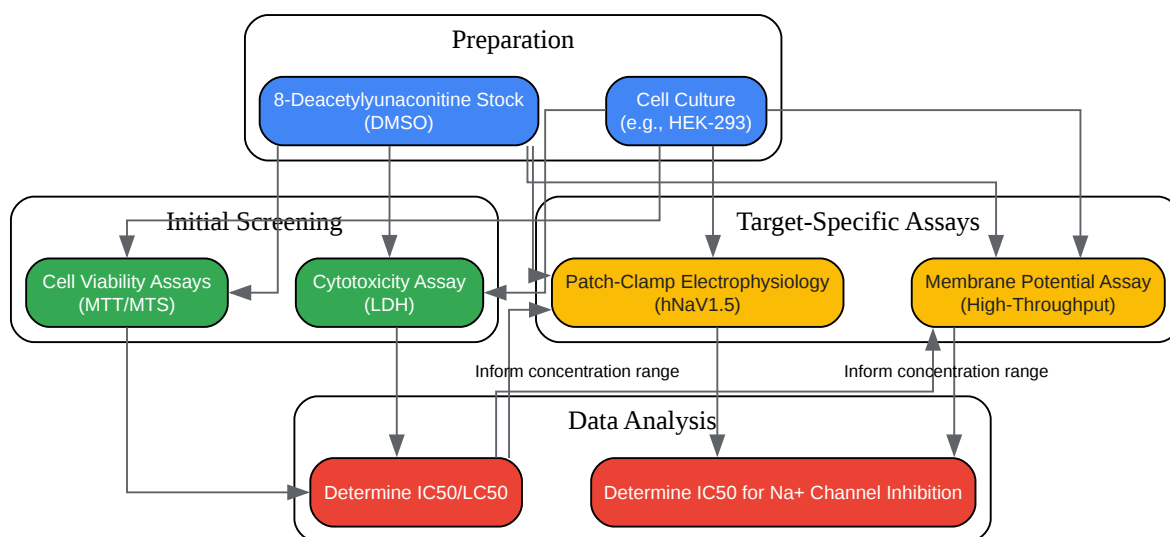 Preparation
8-Deacetylyunaconitine Stock
(DMSO)
Cell Culture
(e.g., HEK-293)
Initial Screening
Target-Specific Assays
Cell Viability Assays
(MTT/MTS)
Cytotoxicity Assay
(LDH)
Patch-Clamp Electrophysiology
(hNaV1.5)
Membrane Potential Assay
(High-Throughput)
Inform concentration range
Inform concentration range
Data Analysis
Determine IC50/LC50
Determine IC50 for Na+ Channel Inhibition